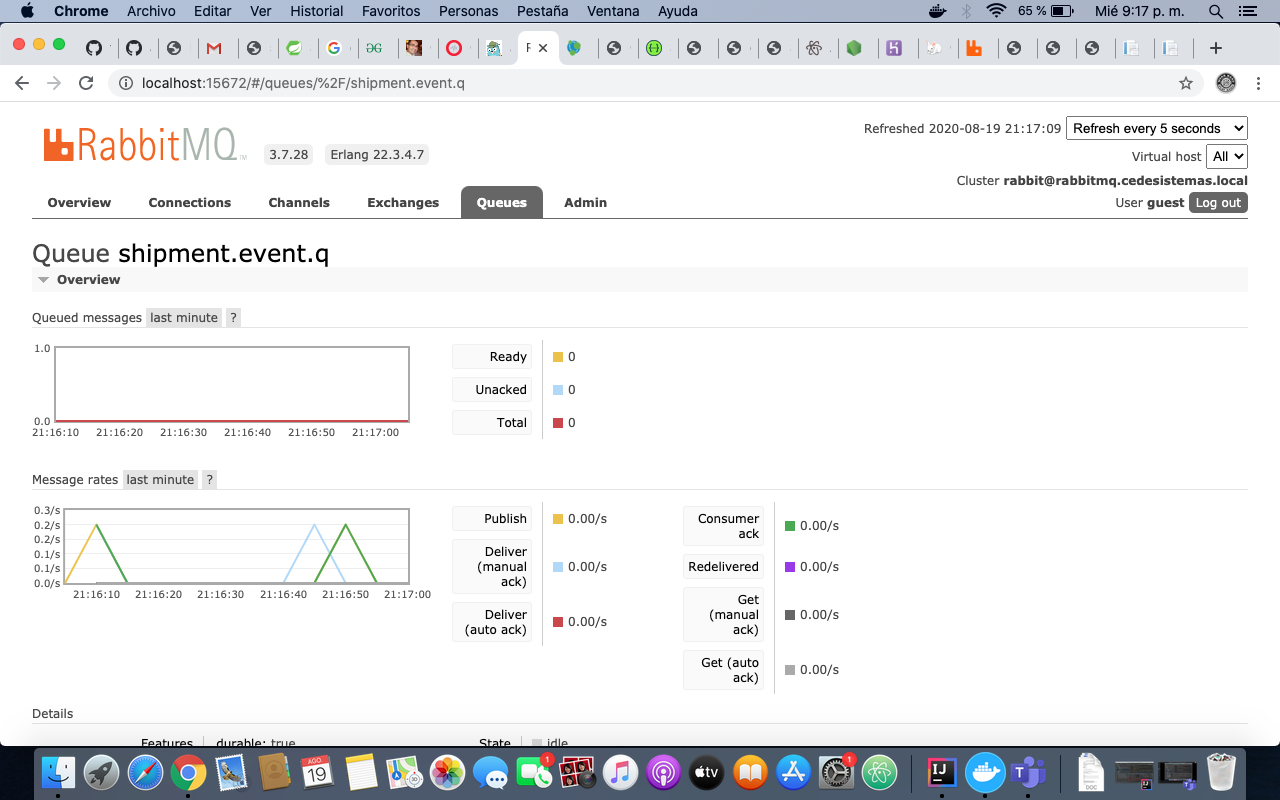 Chrome Archivo Editar Ver Historial Favoritos Personas Pestaña Ventana Ayuda 65 % Mié 9:17 p. m.
localhost:15672/#/queues/%2F/shipment.event.q
Refreshed 2020-08-19 21:17:09 Refresh every 5 seconds
RabbitMQ TM 3.7.28 Erlang 22.3.4.7
Virtual host All
Cluster rabbit@rabbitmq.cedesistemas.local
User guest Log out
Overview Connections Channels Exchanges Queues Admin
Queue shipment.event.q
Overview
Queued messages last minute ?
1.0
0.0
21:16:10 21:16:20 21:16:30 21:16:40 21:16:50 21:17:00
Ready 0
Unacked 0
Total 0
Message rates last minute ?
0.3/s
0.2/s
0.2/s
0.1/s
0.1/s
0.0/s
21:16:10 21:16:20 21:16:30 21:16:40 21:16:50 21:17:00
Publish 0.00/s
Deliver
(manual
ack)
0.00/s
Deliver
(auto ack)
0.00/s
Consumer
ack
0.00/s
Redelivered 0.00/s
Get
(manual
ack)
0.00/s
Get (auto
ack)
0.00/s
Details
Features durable: true State idle
AGO
19
1
1
tv
IJ
DOC